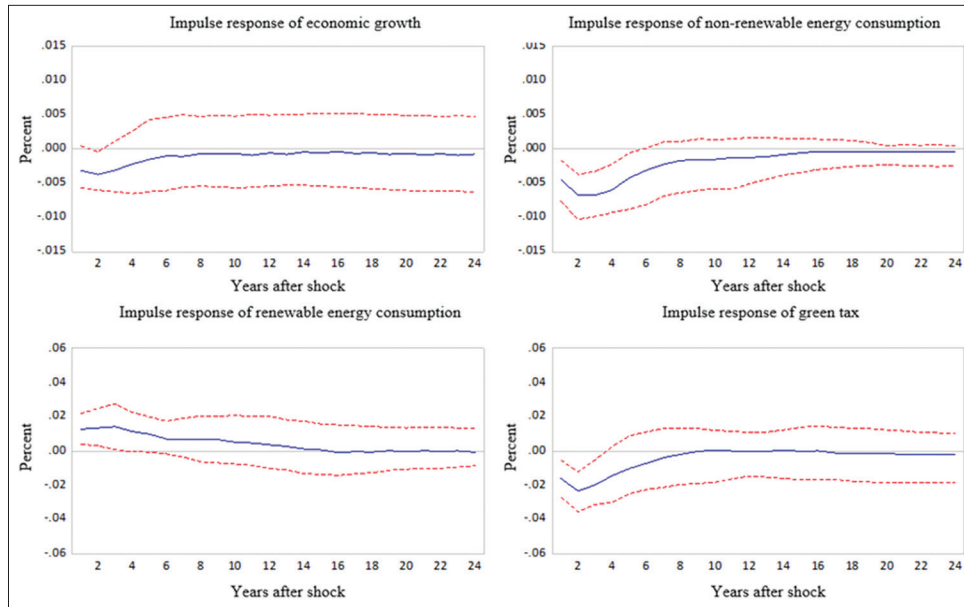 Impulse response of economic growth
.015
.010
.005
.000
-.005
-.010
-.015
Percent
2 4 6 8 10 12 14 16 18 20 22 24
Years after shock
Impulse response of non-renewable energy consumption
.015
.010
.005
.000
-.005
-.010
-.015
Percent
2 4 6 8 10 12 14 16 18 20 22 24
Years after shock
Impulse response of renewable energy consumption
.06
.04
.02
.00
-.02
-.04
-.06
Percent
2 4 6 8 10 12 14 16 18 20 22 24
Years after shock
Impulse response of green tax
.06
.04
.02
.00
-.02
-.04
-.06
Percent
2 4 6 8 10 12 14 16 18 20 22 24
Years after shock